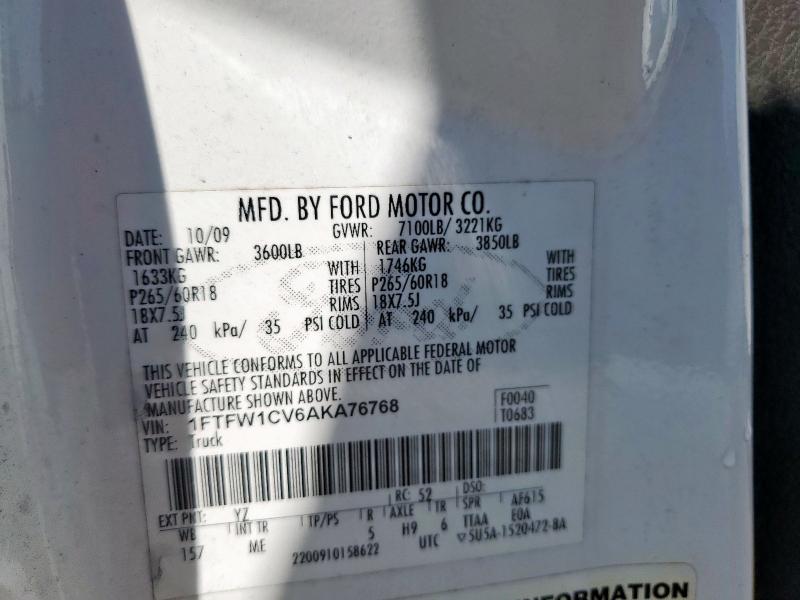 MFD. BY FORD MOTOR CO.
DATE: 10/09 GVWR: 7100LB/ 3221KG
FRONT GAWR: 3600LB REAR GAWR: 3850LB
1633KG WITH 1746KG WITH
P265/60R18 TIRES P265/60R18 TIRES
18X7.5J RIMS 18X7.5J RIMS
AT 240 kPa/ 35 PSI COLD AT 240 kPa/ 35 PSI COLD
THIS VEHICLE CONFORMS TO ALL APPLICABLE FEDERAL MOTOR
VEHICLE SAFETY STANDARDS IN EFFECT ON THE DATE OF
MANUFACTURE SHOWN ABOVE.
VIN: 1FTFW1CV6AKA76768 F0040
TYPE: Truck T0683
EXT PNT: YZ RC: 52 DSO:
WB INT TR TP/PS R AXLE TR SPR AF615
157 ME 5 H9 6 TTAA EOA
2200910158622 UTC ▽5U5A-1520472-BA
INFORMATION